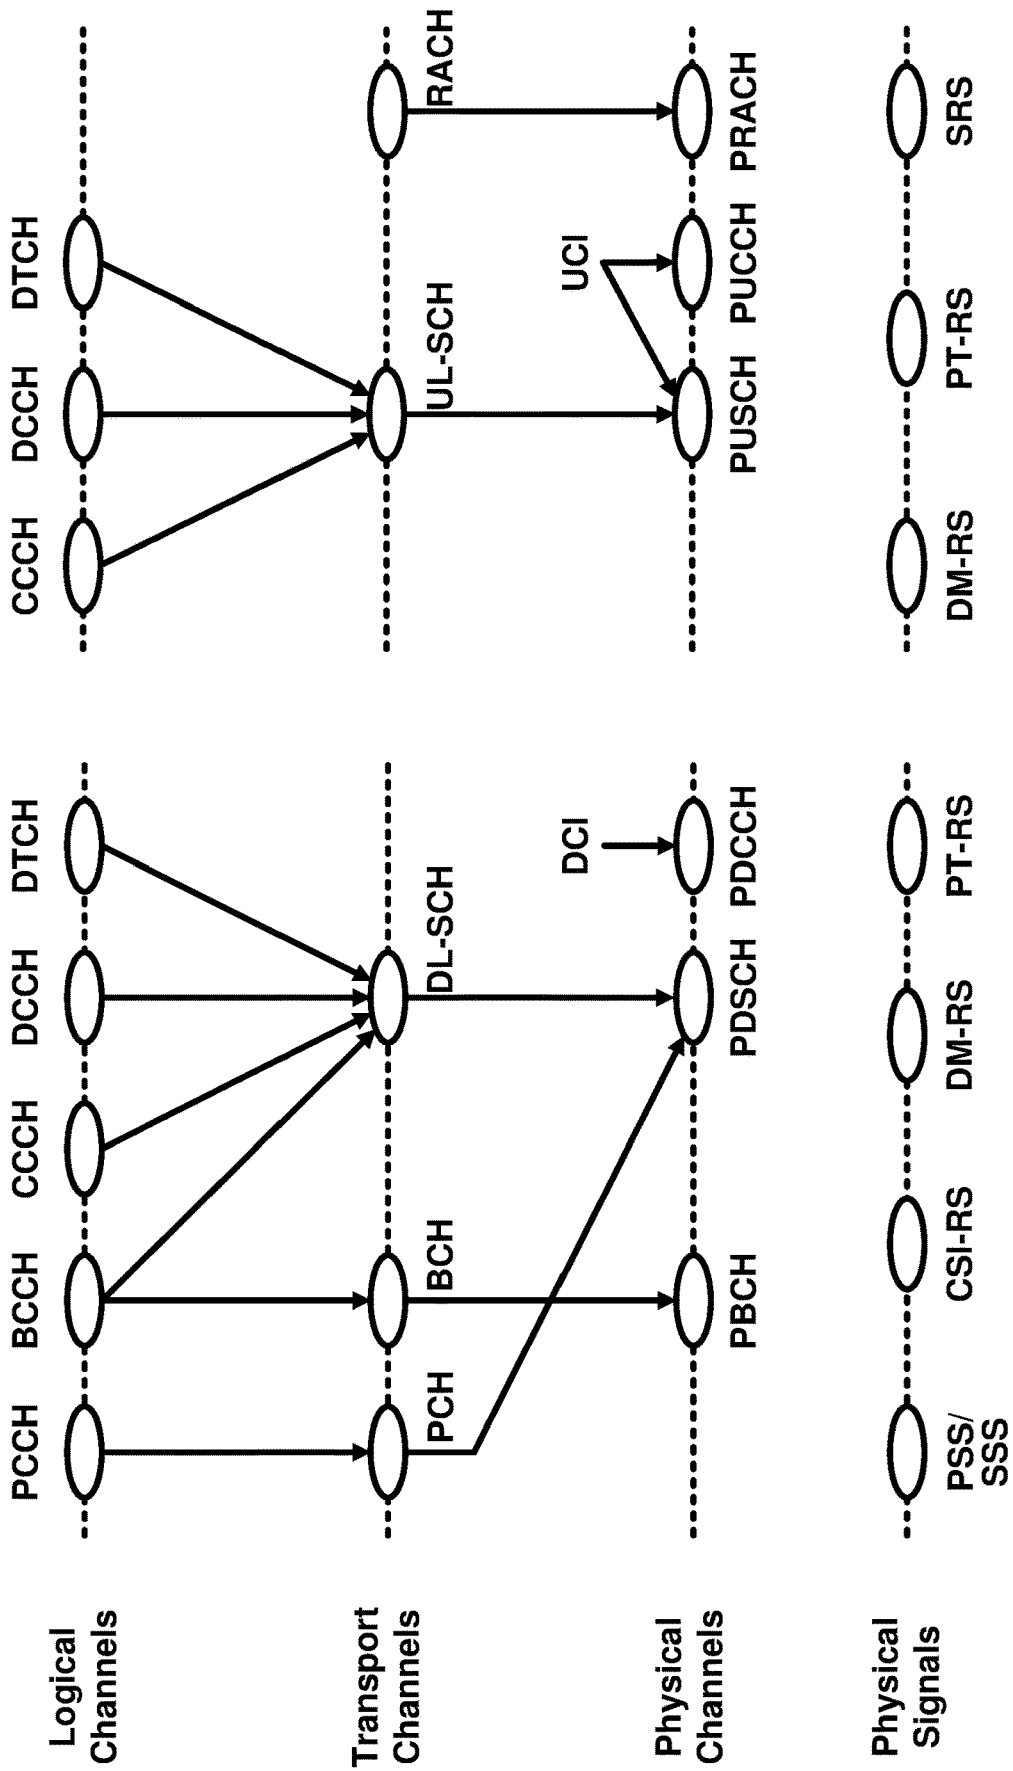 Logical
Channels
PCCH
BCCH
CCCH
DCCH
DTCH
CCCH
DCCH
DTCH
Transport
Channels
PCH
BCH
DL-SCH
UL-SCH
RACH
DCI
UCI
Physical
Channels
PBCH
PDSCH
PDCCH
PUSCH
PUCCH
PRACH
Physical
Signals
PSS/
SSS
CSI-RS
DM-RS
PT-RS
DM-RS
PT-RS
SRS